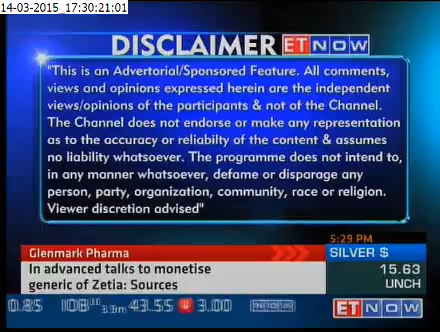 14-03-2015 17:30:21:01
DISCLAIMER ET NOW
"This is an Advertorial/Sponsored Feature. All comments,
views and opinions expressed herein are the independent
views/opinions of the participants & not of the Channel.
The Channel does not endorse or make any representation
as to the accuracy or reliabilty of the content & assumes
no liability whatsoever. The programme does not intend to,
in any manner whatsoever, defame or disparage any
person, party, organization, community, race or religion.
Viewer discretion advised"
5:29 PM
Glenmark Pharma
SILVER $
In advanced talks to monetise
generic of Zetia: Sources
15.63
UNCH
43.55 3.00
ET NOW